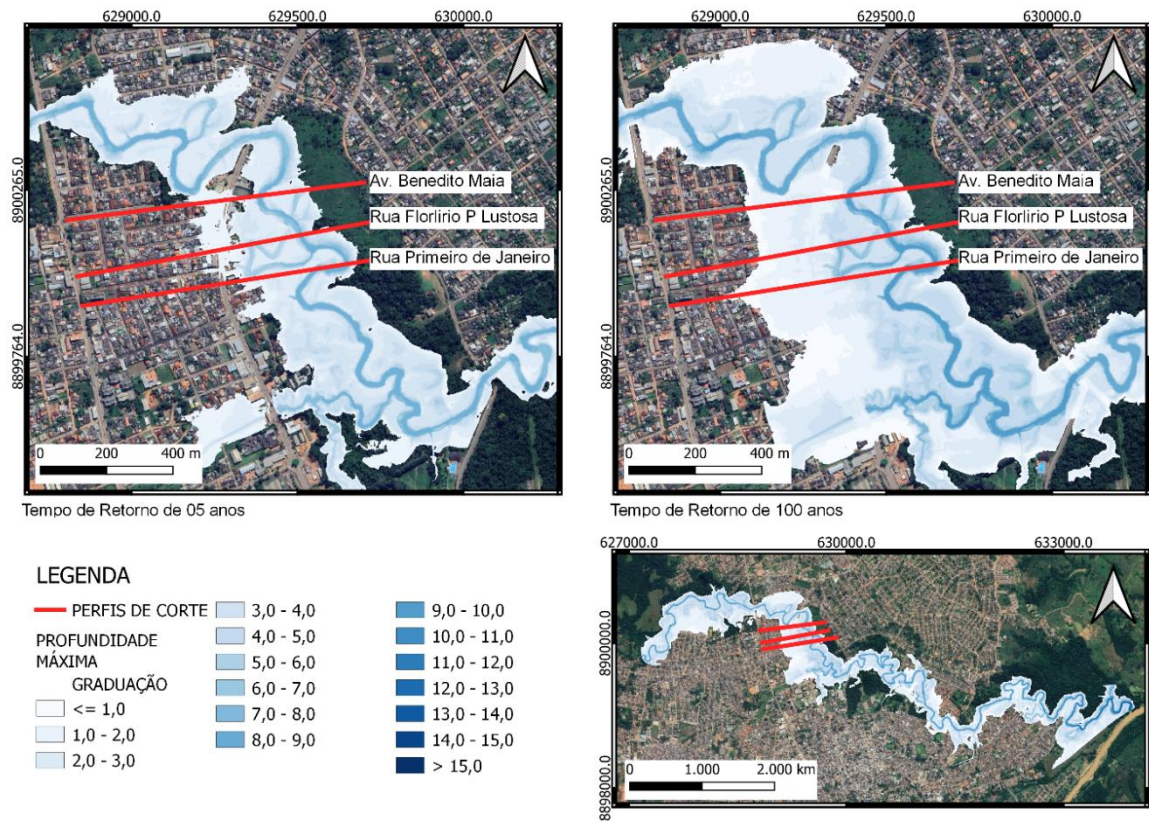 629000.0 629500.0 630000.0
8900265.0
8899764.0
Av. Benedito Maia
Rua Florlirio P Lustosa
Rua Primeiro de Janeiro
0 200 400 m
Tempo de Retorno de 05 anos
629000.0 629500.0 630000.0
8900265.0
8899764.0
Av. Benedito Maia
Rua Florlirio P Lustosa
Rua Primeiro de Janeiro
0 200 400 m
Tempo de Retorno de 100 anos
LEGENDA
PERFIS DE CORTE
PROFUNDIDADE
MÁXIMA
GRADUAÇÃO
<= 1,0
1,0 - 2,0
2,0 - 3,0
3,0 - 4,0
4,0 - 5,0
5,0 - 6,0
6,0 - 7,0
7,0 - 8,0
8,0 - 9,0
9,0 - 10,0
10,0 - 11,0
11,0 - 12,0
12,0 - 13,0
13,0 - 14,0
14,0 - 15,0
> 15,0
627000.0 630000.0 633000.0
8900000.0
8898000.0
0 1.000 2.000 km